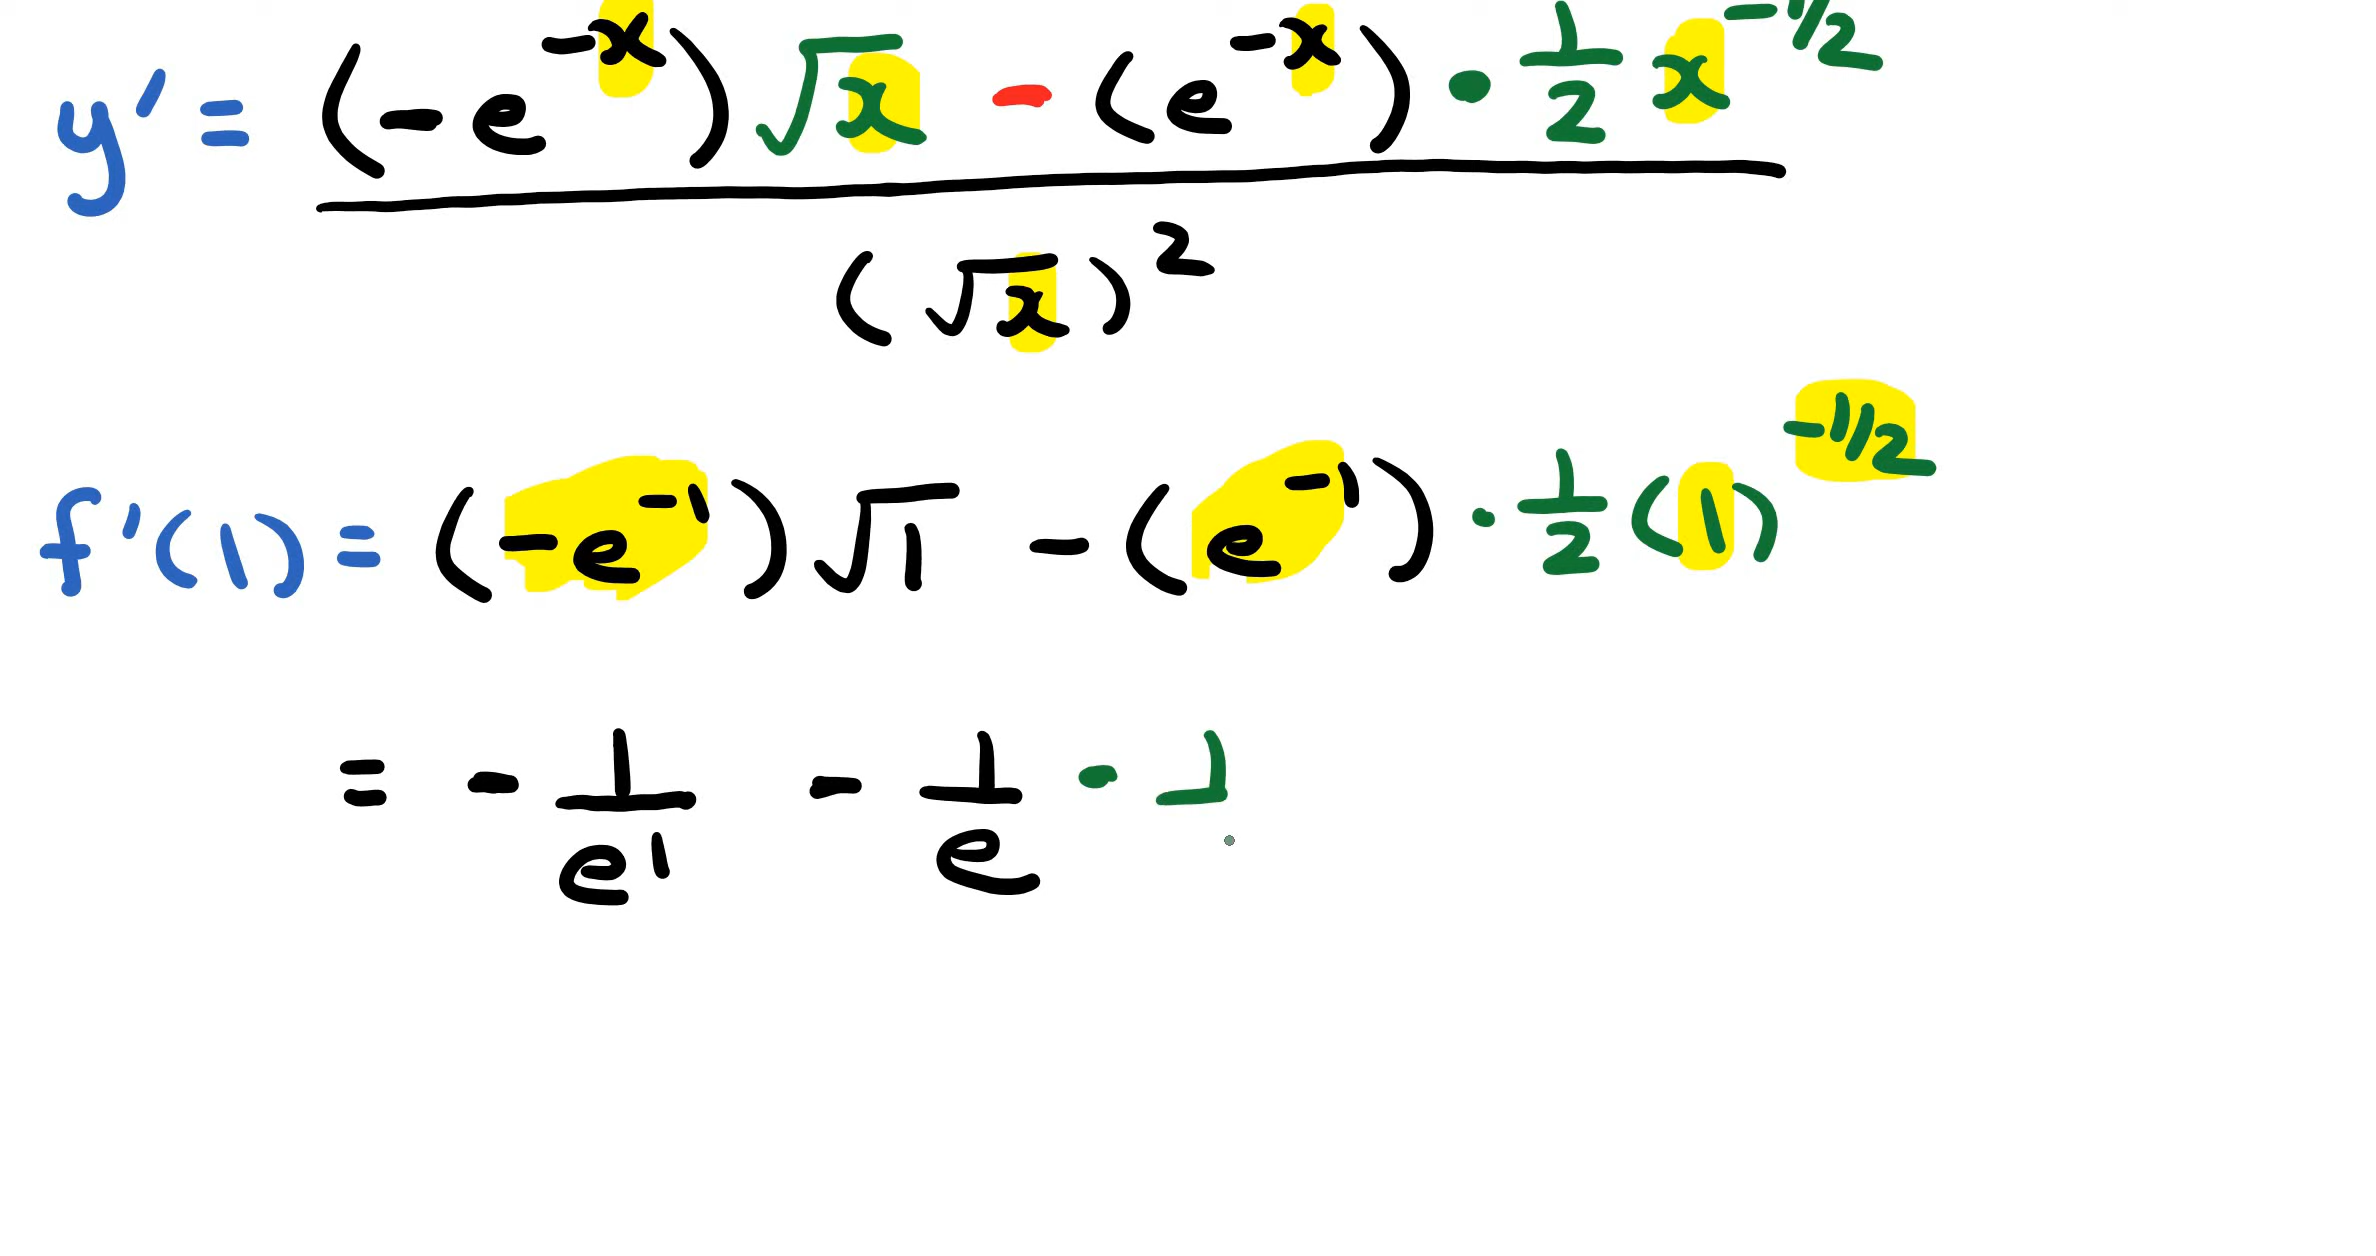 y' = (-e^{-x})√x - (e^{-x}) · 1/2 x^{-1/2}
(√x)^2
f'(1) = (-e^{-1})√1 - (e^{-1}) · 1/2 (1)^{-1/2}
= - 1/e^1 - 1/e · 1